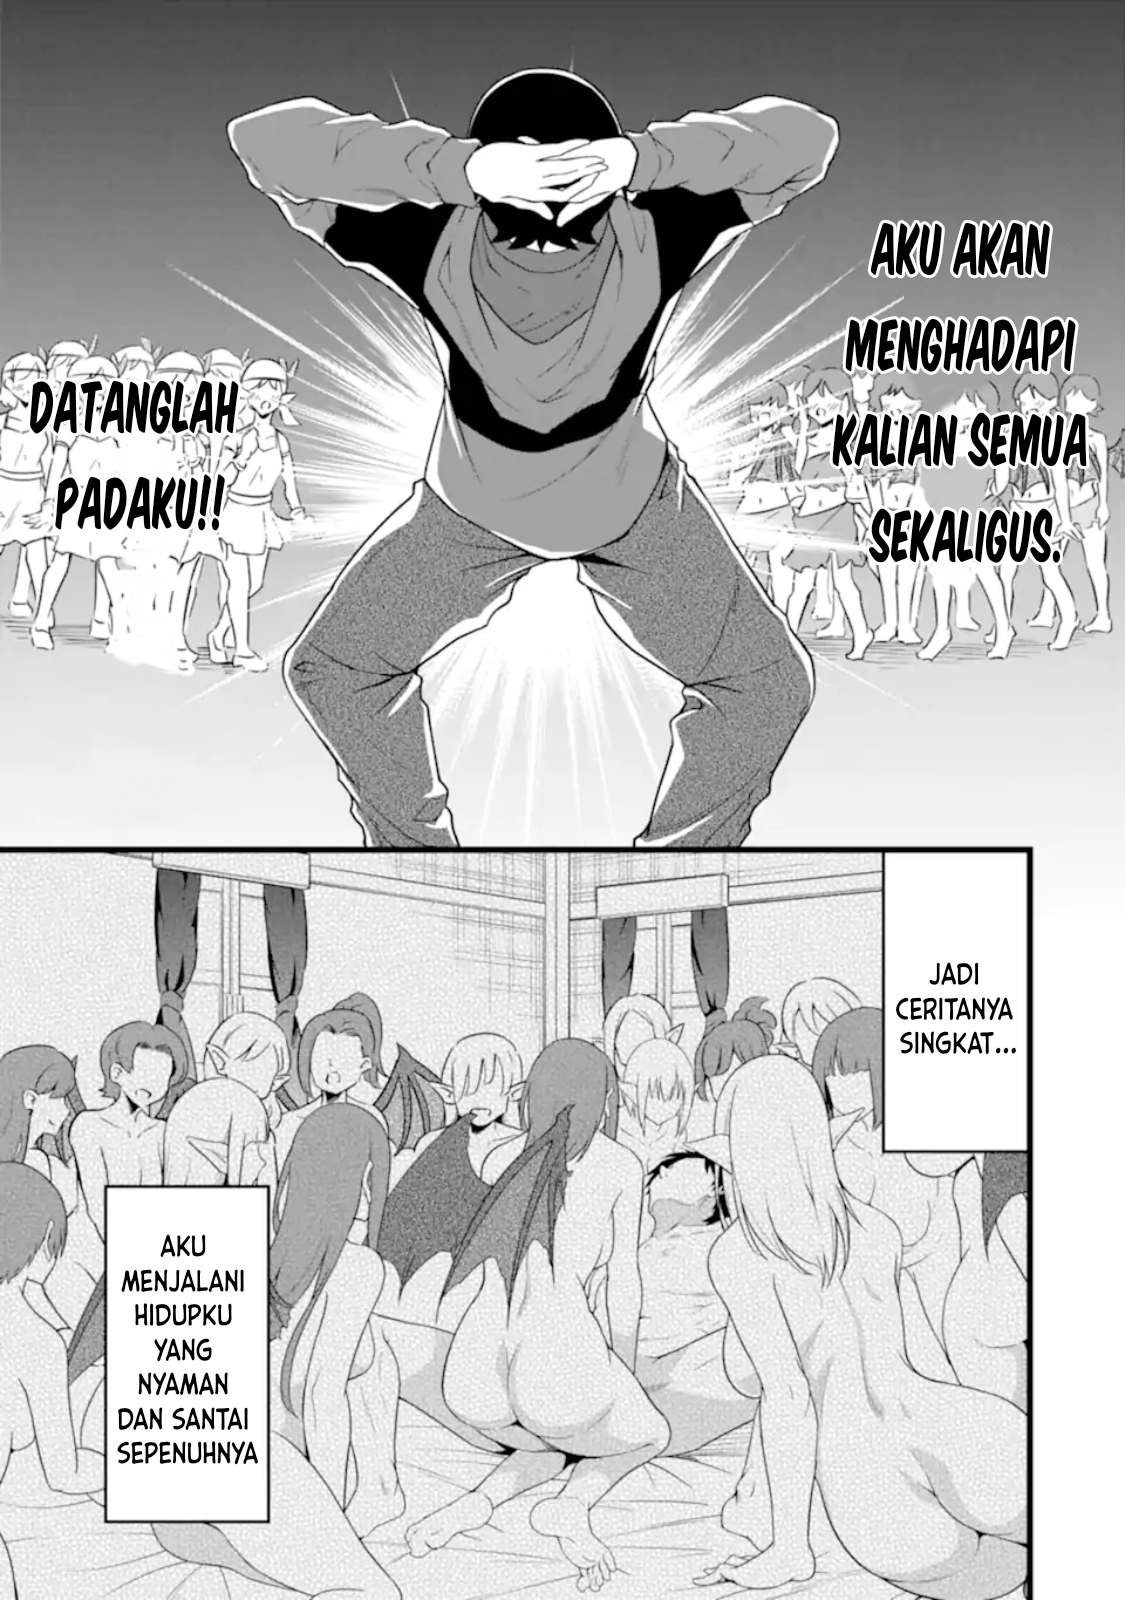 AKU AKAN
MENGHADAPI
KALIAN SEMUA
SEKALIGUS.
DATANGLAH
PADAKU!!
JADI
CERITANYA
SINGKAT...
AKU
MENJALANI
HIDUPKU
YANG
NYAMAN
DAN SANTAI
SEPENUHNYA